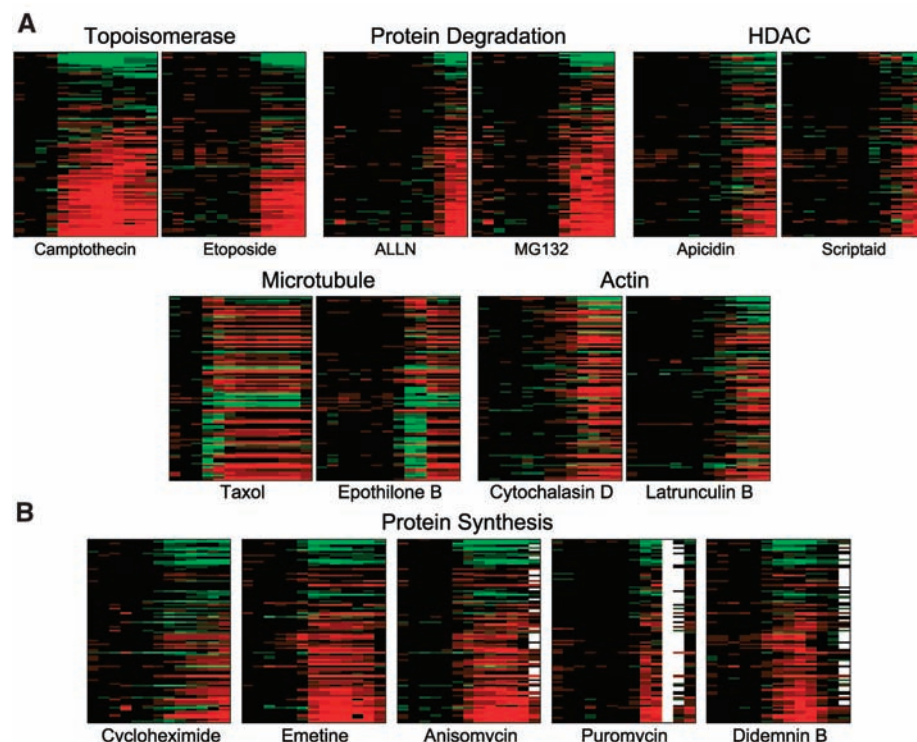 A
Topoisomerase Protein Degradation HDAC
Camptothecin Etoposide ALLN MG132 Apicidin Scriptaid
Microtubule Actin
Taxol Epothilone B Cytochalasin D Latrunculin B
B
Protein Synthesis
Cycloheximide Emetine Anisomycin Puromycin Didemnin B